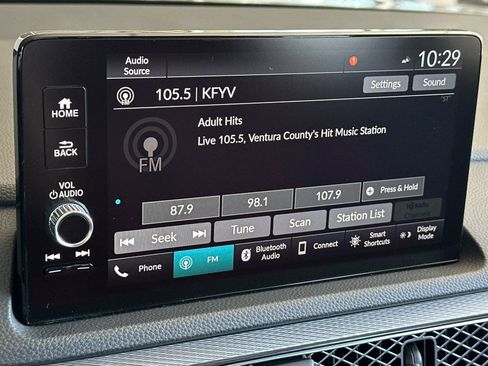 Audio Source
10:29
HOME
105.5 | KFYV
Settings
Sound
Adult Hits
Live 105.5, Ventura County's Hit Music Station
FM
BACK
VOL
AUDIO
87.9
98.1
107.9
Press & Hold
Seek
Tune
Scan
Station List
HD Radio
Phone
FM
Bluetooth Audio
Connect
Smart Shortcuts
Display Mode